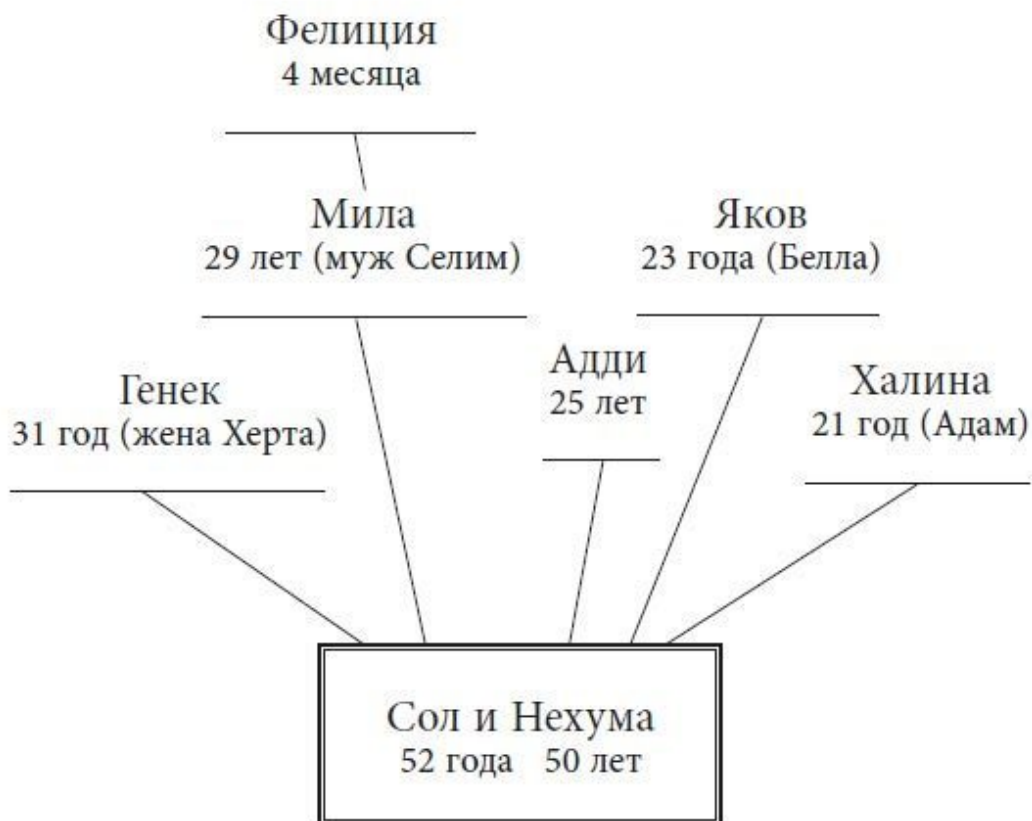 Фелиция
4 месяца
Мила
29 лет (муж Селим)
Яков
23 года (Белла)
Адди
25 лет
Генек
31 год (жена Херта)
Халина
21 год (Адам)
Сол и Нехума
52 года 50 лет